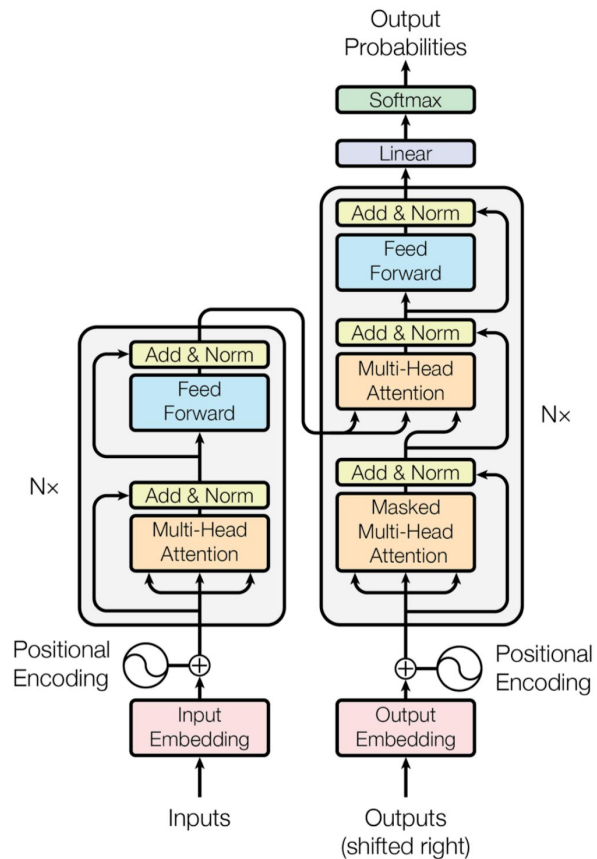 Output
Probabilities
Softmax
Linear
Add & Norm
Feed
Forward
Add & Norm
Multi-Head
Attention
Add & Norm
Masked
Multi-Head
Attention
N×
Add & Norm
Feed
Forward
Add & Norm
Multi-Head
Attention
N×
Positional
Encoding
Positional
Encoding
Input
Embedding
Output
Embedding
Inputs
Outputs
(shifted right)